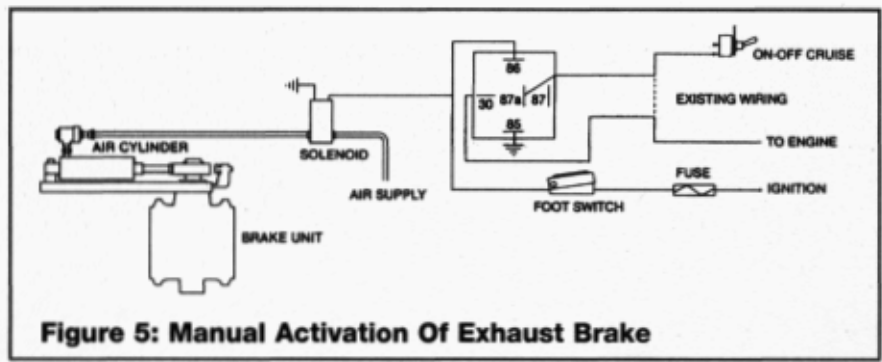 ON-OFF CRUISE
86
30 87a 87
EXISTING WIRING
85
AIR CYLINDER
SOLENOID
TO ENGINE
AIR SUPPLY
FUSE
IGNITION
FOOT SWITCH
BRAKE UNIT
Figure 5: Manual Activation Of Exhaust Brake